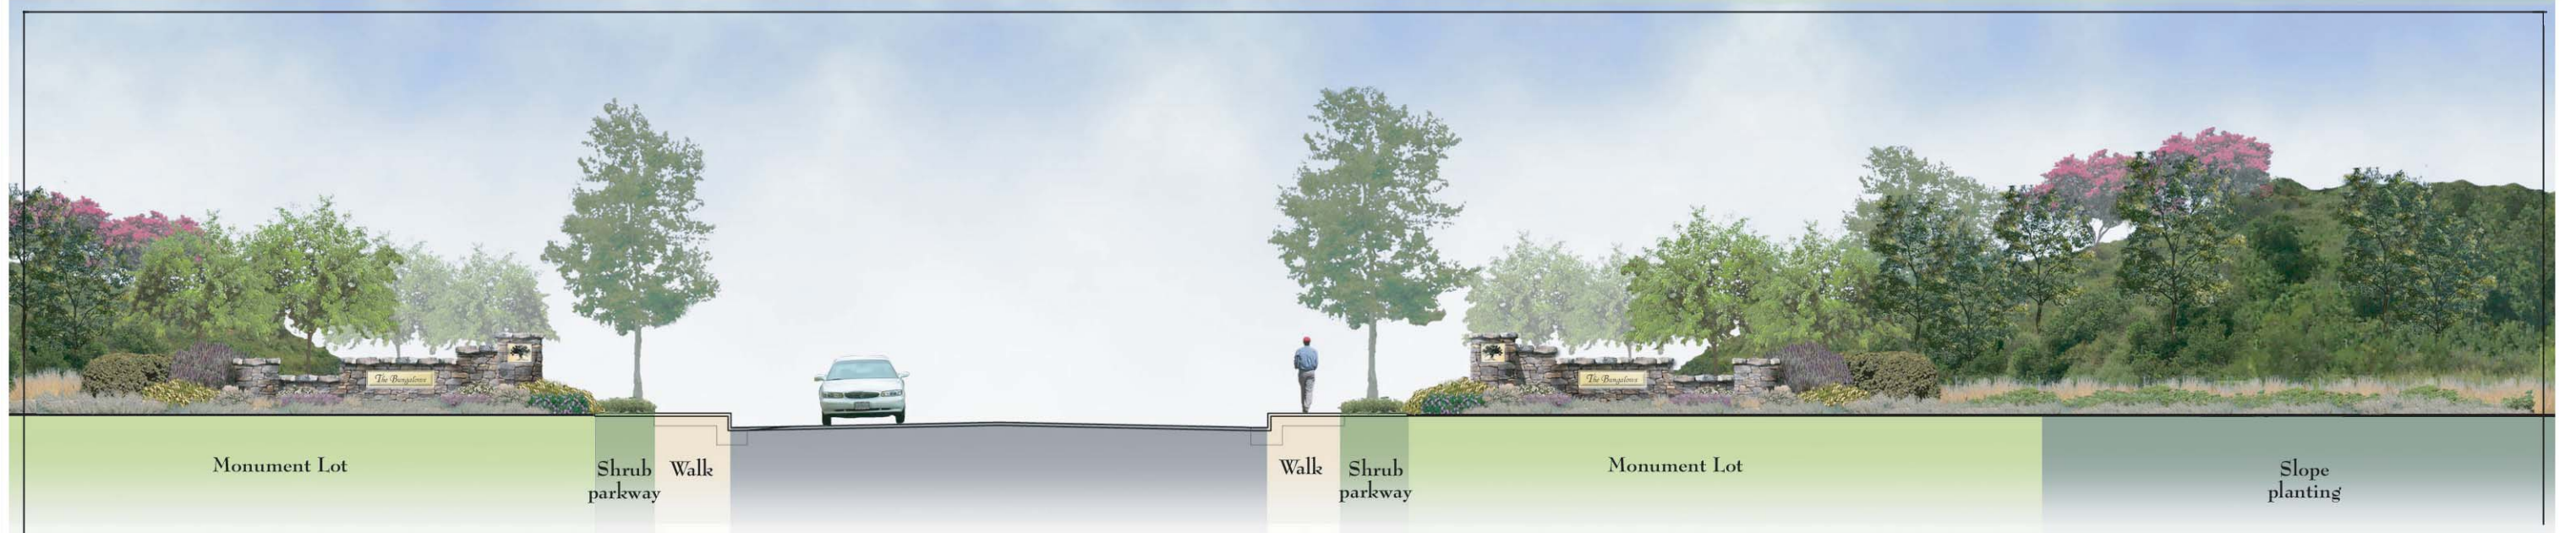 The Bungalows
The Bungalows
Monument Lot
Shrub
parkway
Walk
Walk
Shrub
parkway
Monument Lot
Slope
planting